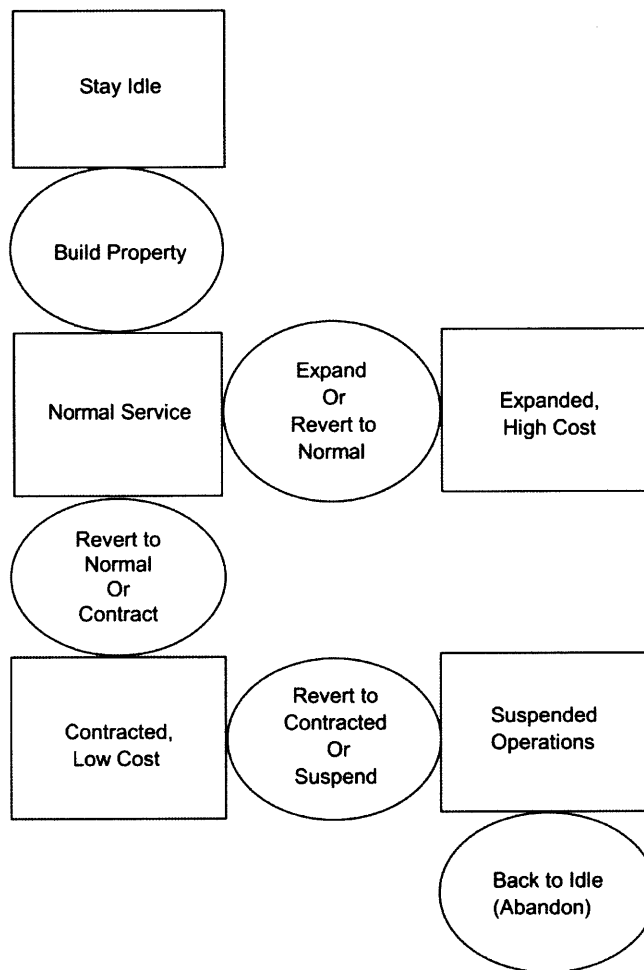 Stay Idle
Build Property
Normal Service
Expand
Or
Revert to
Normal
Expanded,
High Cost
Revert to
Normal
Or
Contract
Contracted,
Low Cost
Revert to
Contracted
Or
Suspend
Suspended
Operations
Back to Idle
(Abandon)